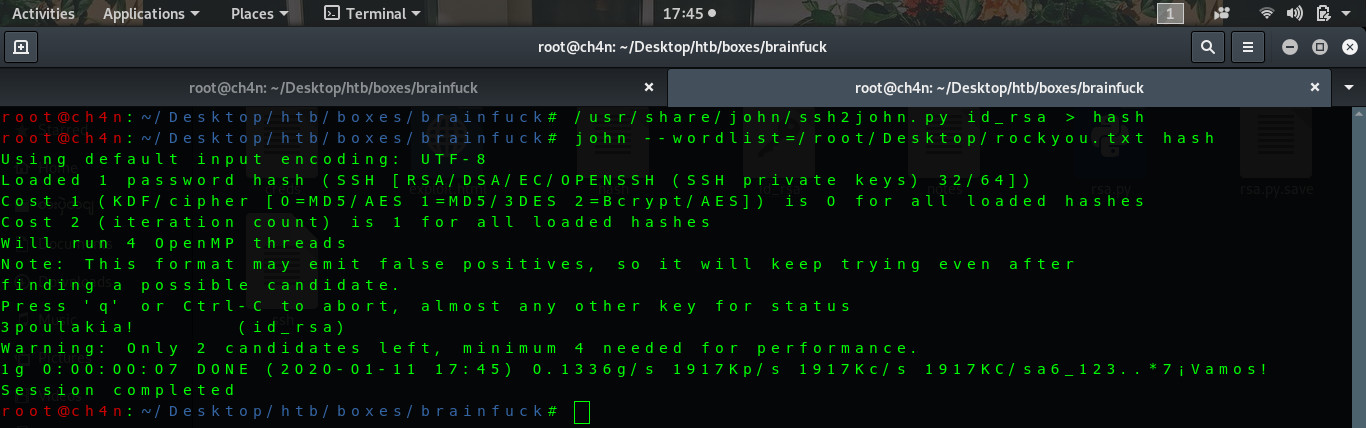 Activities Applications Places Terminal 17:45 1
root@ch4n: ~/Desktop/htb/boxes/brainfuck
root@ch4n: ~/Desktop/htb/boxes/brainfuck root@ch4n: ~/Desktop/htb/boxes/brainfuck
root@ch4n:~/Desktop/htb/boxes/brainfuck# /usr/share/john/ssh2john.py id_rsa > hash
root@ch4n:~/Desktop/htb/boxes/brainfuck# john --wordlist=/root/Desktop/rockyou.txt hash
Using default input encoding: UTF-8
Loaded 1 password hash (SSH [RSA/DSA/EC/OPENSSH (SSH private keys) 32/64])
Cost 1 (KDF/cipher [0=MD5/AES 1=MD5/3DES 2=Bcrypt/AES]) is 0 for all loaded hashes
rsa.py rsa.py.save
Cost 2 (iteration count) is 1 for all loaded hashes
Will run 4 OpenMP threads
Note: This format may emit false positives, so it will keep trying even after
finding a possible candidate.
Press 'q' or Ctrl-C to abort, almost any other key for status
3poulakia! (id_rsa)
Warning: Only 2 candidates left, minimum 4 needed for performance.
1g 0:00:00:07 DONE (2020-01-11 17:45) 0.1336g/s 1917Kp/s 1917Kc/s 1917KC/sa6_123..*7¡Vamos!
Session completed
root@ch4n:~/Desktop/htb/boxes/brainfuck#